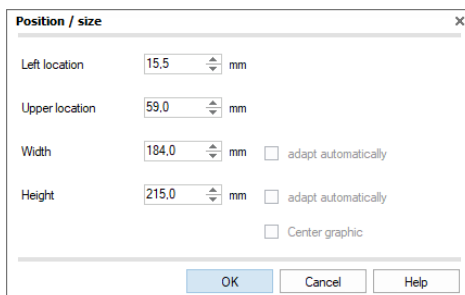 Position / size
Left location 15,5 mm
Upper location 59,0 mm
Width 184,0 mm adapt automatically
Height 215,0 mm adapt automatically
Center graphic
OK Cancel Help